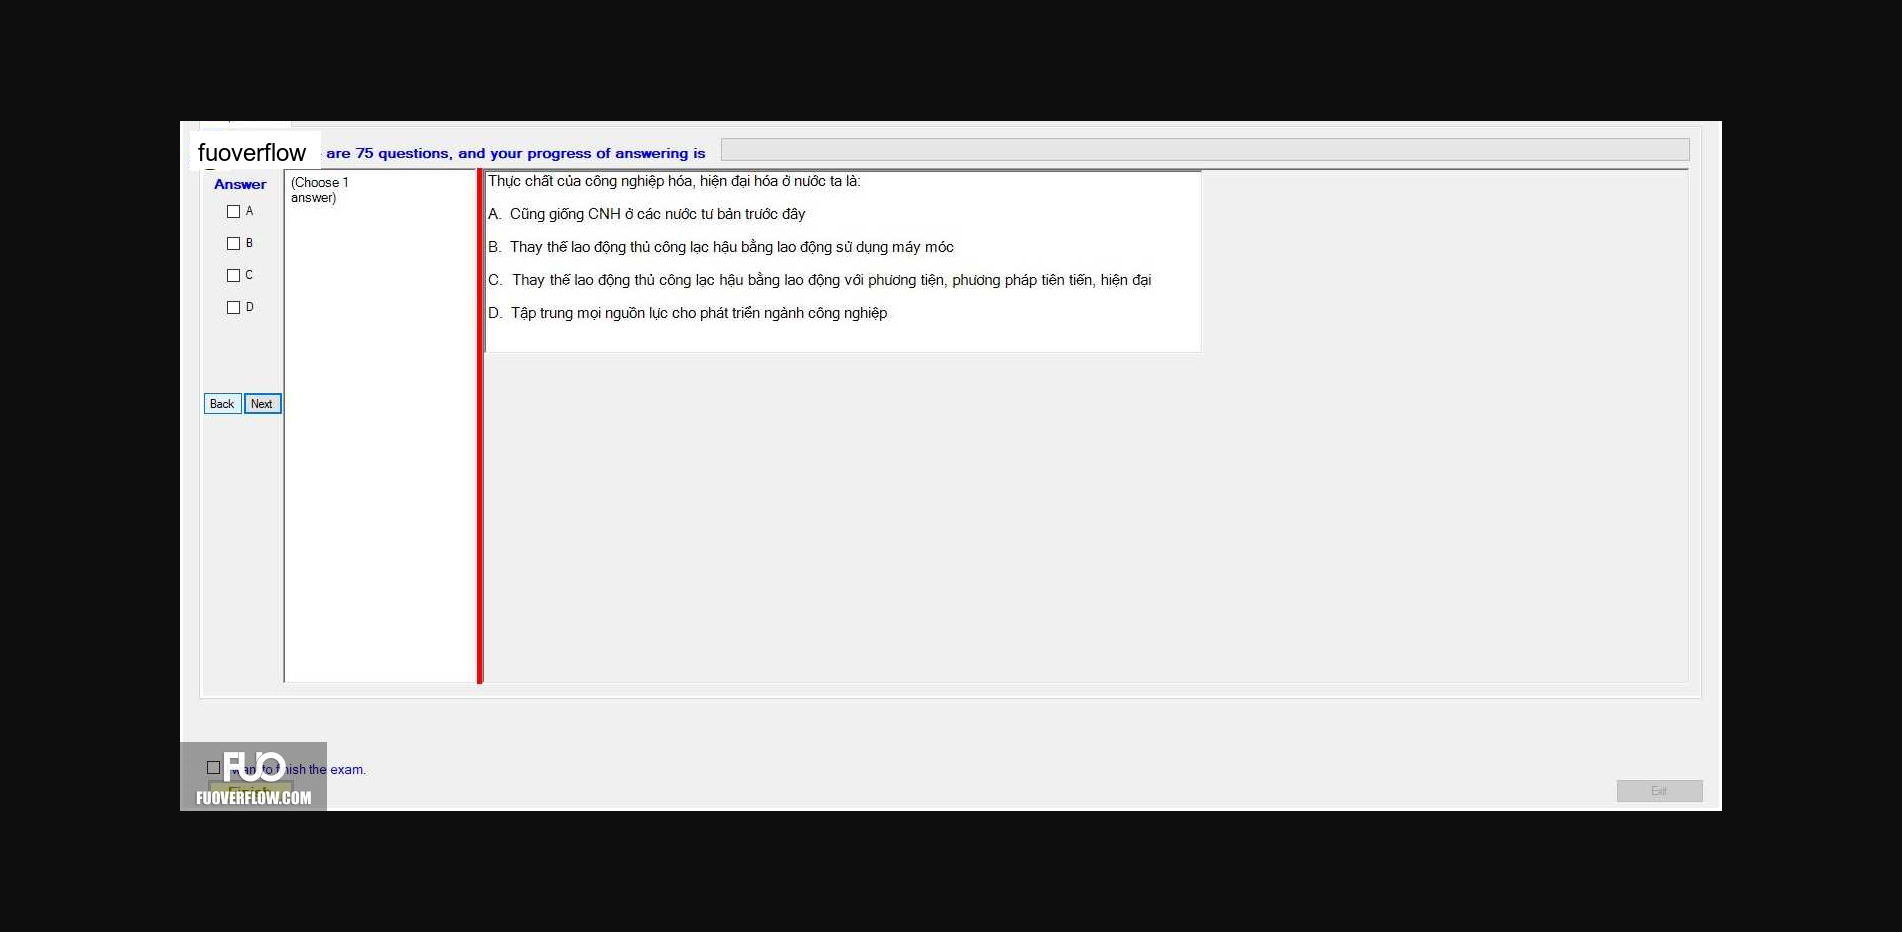 fuoverflow are 75 questions, and your progress of answering is
Answer
A
B
C
D
Back Next
(Choose 1
answer)
Thực chất của công nghiệp hóa, hiện đại hóa ở nước ta là:
A. Cũng giống CNH ở các nước tư bản trước đây
B. Thay thế lao động thủ công lạc hậu bằng lao động sử dụng máy móc
C. Thay thế lao động thủ công lạc hậu bằng lao động với phương tiện, phương pháp tiên tiến, hiện đại
D. Tập trung mọi nguồn lực cho phát triển ngành công nghiệp
FUO
to finish the exam.
Finish
FUOVERFLOW.COM
Exit